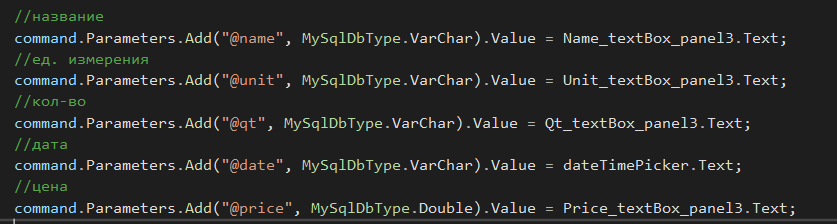 //название
command.Parameters.Add("@name", MySqlDbType.VarChar).Value = Name_textBox_panel3.Text;
//ед. измерения
command.Parameters.Add("@unit", MySqlDbType.VarChar).Value = Unit_textBox_panel3.Text;
//кол-во
command.Parameters.Add("@qt", MySqlDbType.VarChar).Value = Qt_textBox_panel3.Text;
//дата
command.Parameters.Add("@date", MySqlDbType.VarChar).Value = dateTimePicker.Text;
//цена
command.Parameters.Add("@price", MySqlDbType.Double).Value = Price_textBox_panel3.Text;